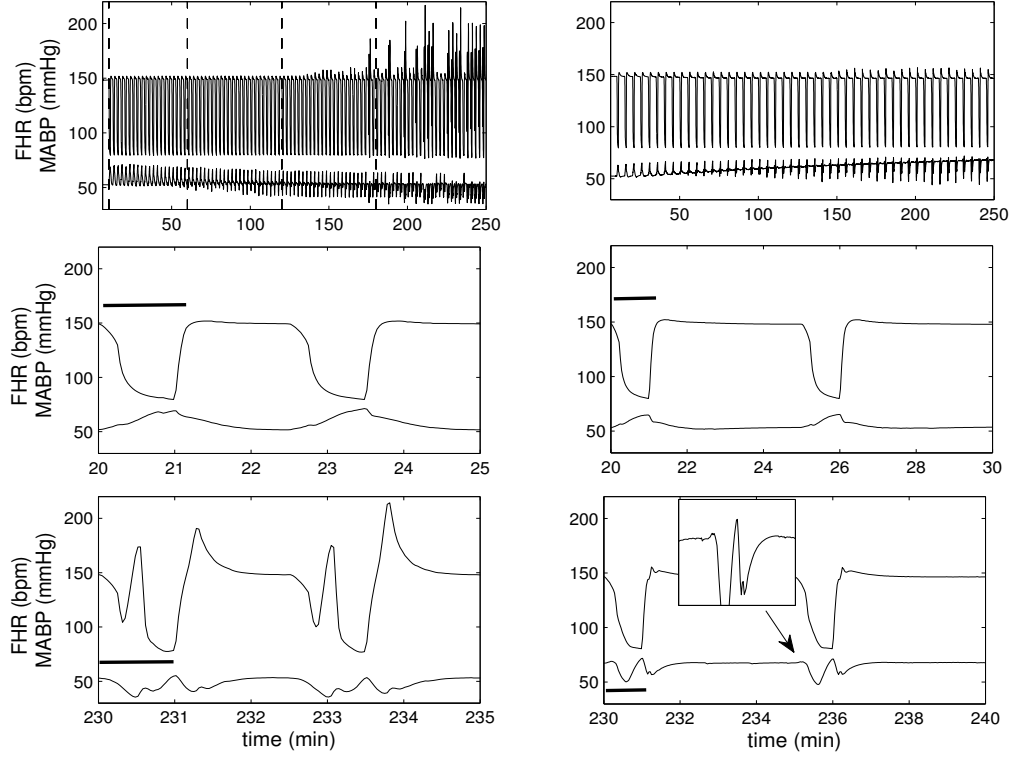 200
150
100
50
FHR (bpm)
MABP (mmHg)
50 100 150 200 250
200
150
100
50
50 100 150 200 250
200
150
100
50
FHR (bpm)
MABP (mmHg)
20 21 22 23 24 25
200
150
100
50
20 22 24 26 28 30
200
150
100
50
FHR (bpm)
MABP (mmHg)
230 231 232 233 234 235
time (min)
200
150
100
50
230 232 234 236 238 240
time (min)